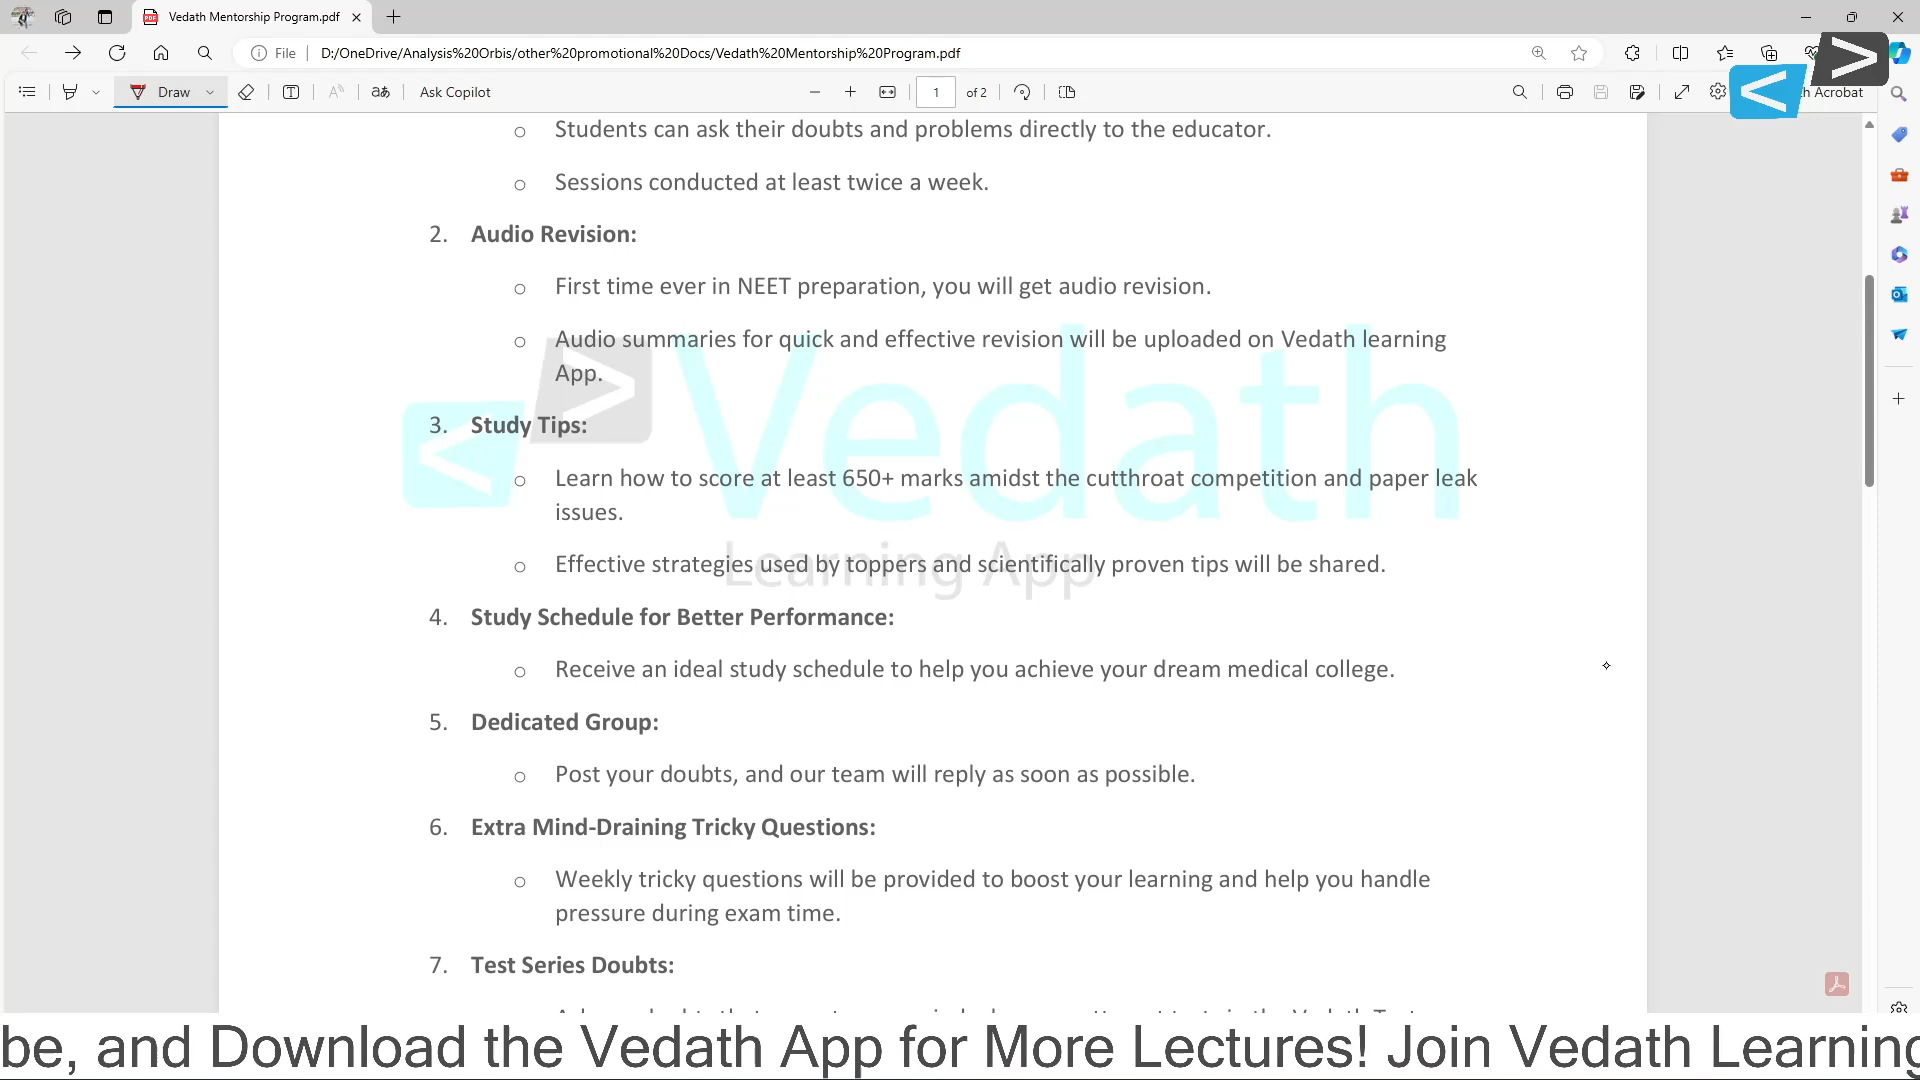 Vedath Mentorship Program.pdf
File
D:/OneDrive/Analysis%20Orbis/other%20promotional%20Docs/Vedath%20Mentorship%20Program.pdf
Draw
aあ
Ask Copilot
1
of 2
Acrobat
○ Students can ask their doubts and problems directly to the educator.
○ Sessions conducted at least twice a week.
2. Audio Revision:
○ First time ever in NEET preparation, you will get audio revision.
○ Audio summaries for quick and effective revision will be uploaded on Vedath learning
App.
3. Study Tips:
○ Learn how to score at least 650+ marks amidst the cutthroat competition and paper leak
issues.
○ Effective strategies used by toppers and scientifically proven tips will be shared.
4. Study Schedule for Better Performance:
○ Receive an ideal study schedule to help you achieve your dream medical college.
5. Dedicated Group:
○ Post your doubts, and our team will reply as soon as possible.
6. Extra Mind-Draining Tricky Questions:
○ Weekly tricky questions will be provided to boost your learning and help you handle
pressure during exam time.
7. Test Series Doubts:
Vedath
Learning App
be, and Download the Vedath App for More Lectures! Join Vedath Learning